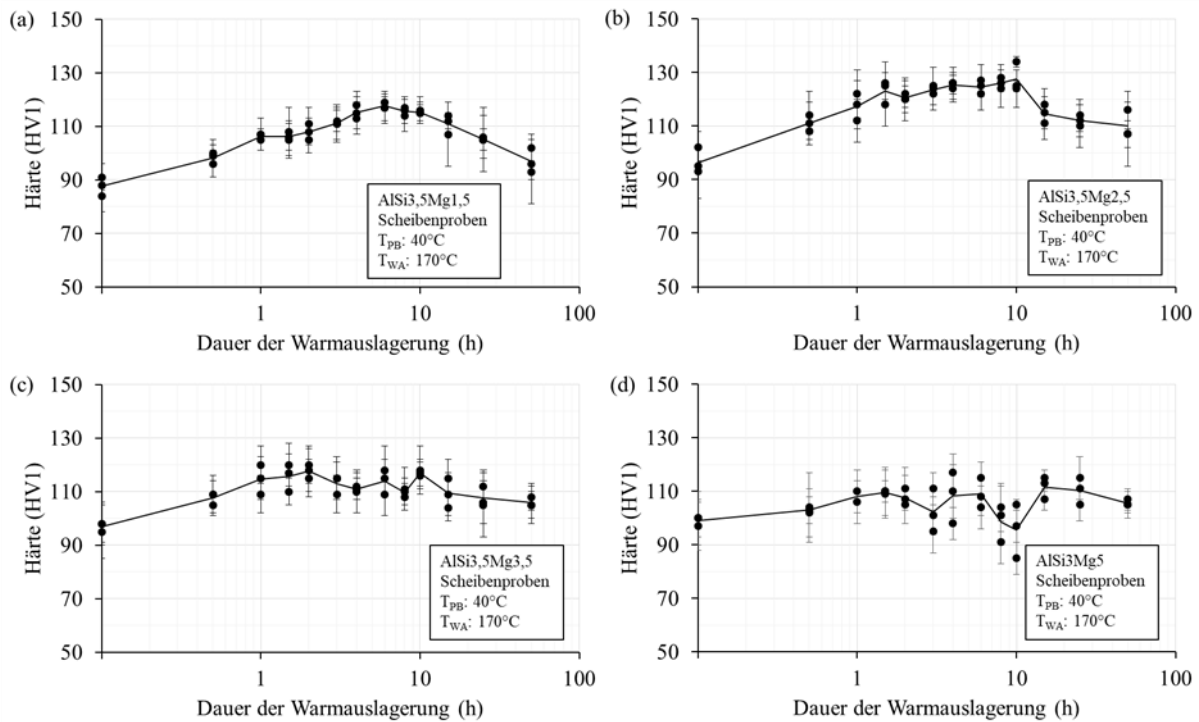 (a)
150
130
110
90
70
50
Härte (HV1)
AlSi3,5Mg1,5
Scheibenproben
T_PB: 40°C
T_WA: 170°C
1
10
100
Dauer der Warmauslagerung (h)
(b)
150
130
110
90
70
50
Härte (HV1)
AlSi3,5Mg2,5
Scheibenproben
T_PB: 40°C
T_WA: 170°C
1
10
100
Dauer der Warmauslagerung (h)
(c)
150
130
110
90
70
50
Härte (HV1)
AlSi3,5Mg3,5
Scheibenproben
T_PB: 40°C
T_WA: 170°C
1
10
100
Dauer der Warmauslagerung (h)
(d)
150
130
110
90
70
50
Härte (HV1)
AlSi3Mg5
Scheibenproben
T_PB: 40°C
T_WA: 170°C
1
10
100
Dauer der Warmauslagerung (h)